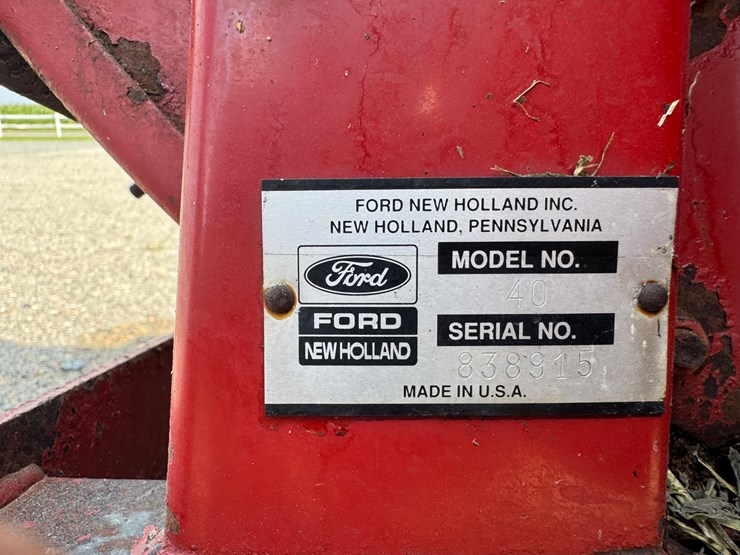 FORD NEW HOLLAND INC.
NEW HOLLAND, PENNSYLVANIA
Ford
FORD
NEW HOLLAND
MODEL NO.
40
SERIAL NO.
838915
MADE IN U.S.A.